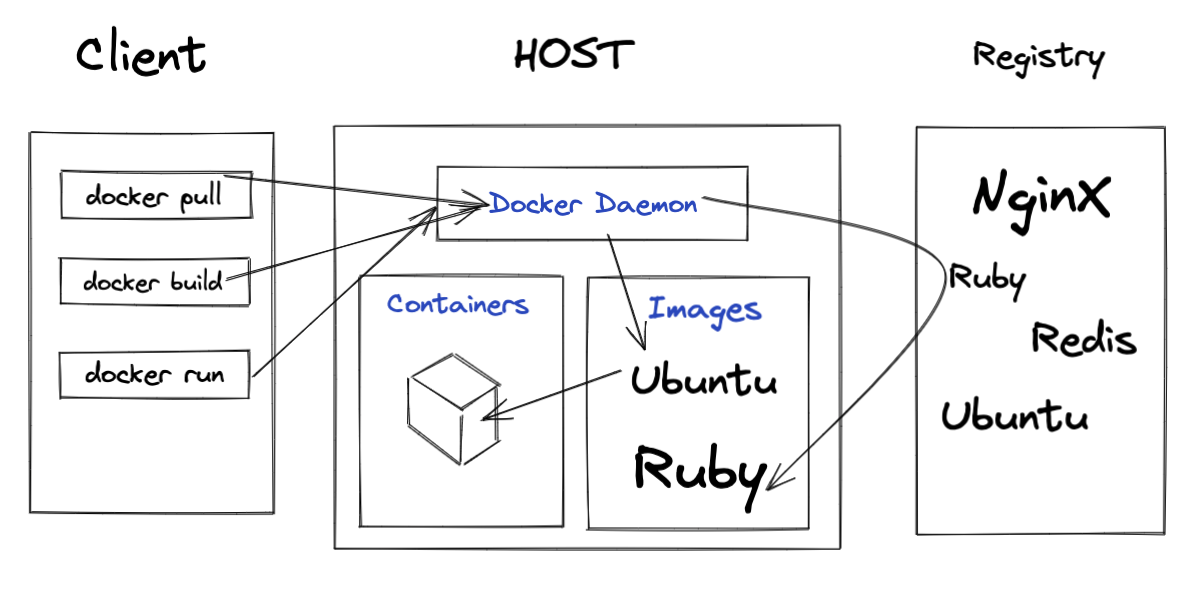 Client
HOST
Registry
docker pull
docker build
docker run
Docker Daemon
Containers
Images
Ubuntu
Ruby
NginX
Ruby
Redis
Ubuntu